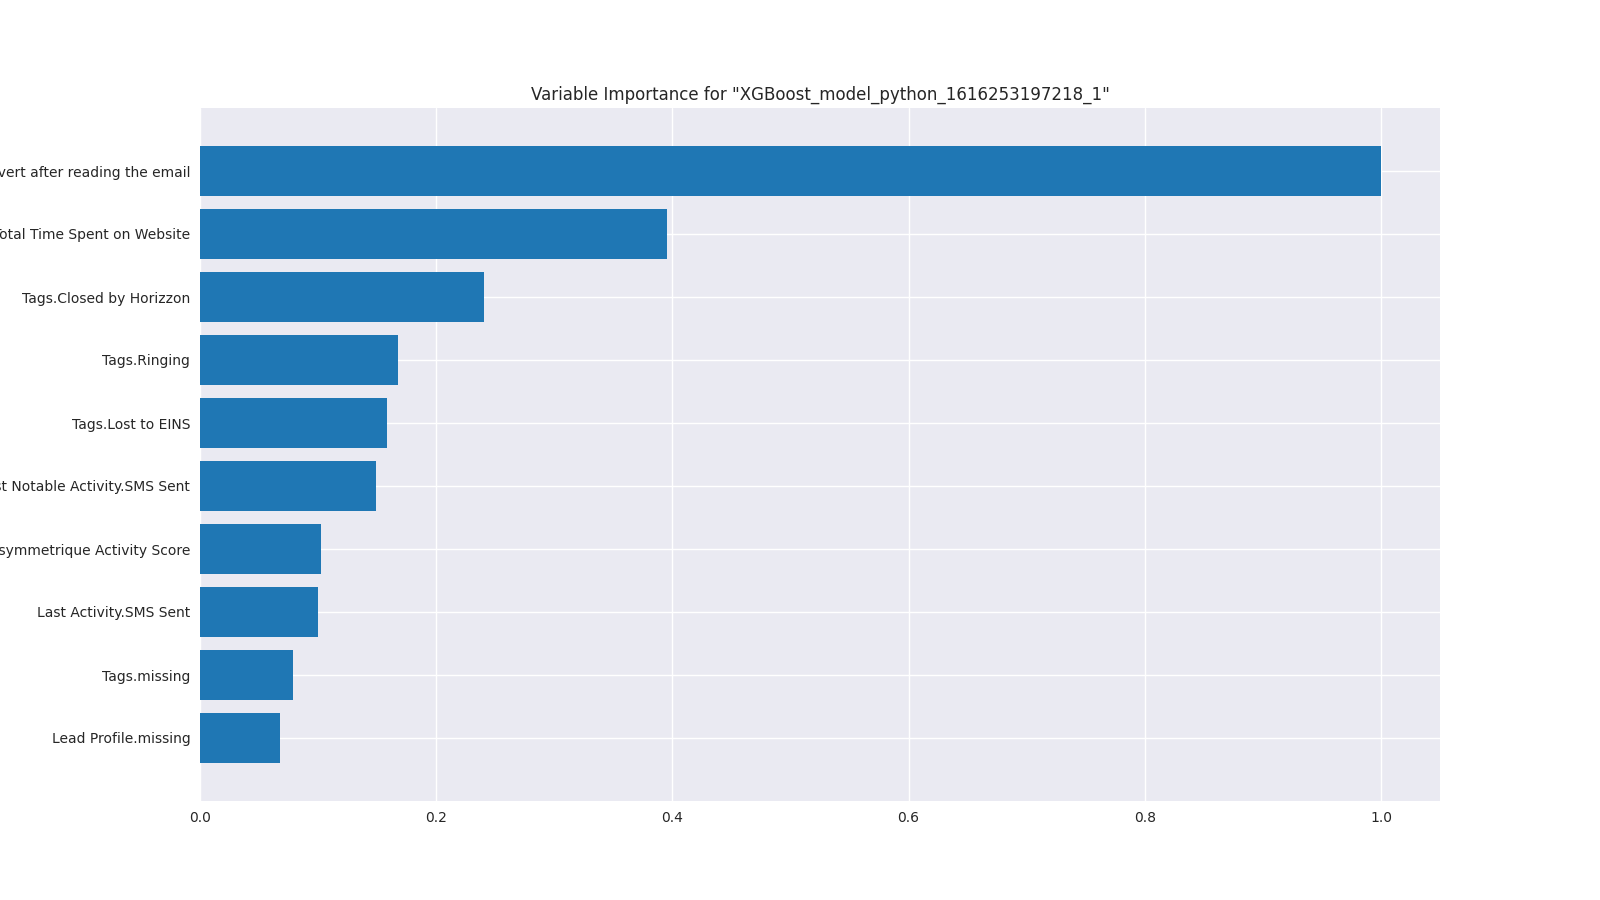 Variable Importance for "XGBoost_model_python_1616253197218_1"
after reading the email
Total Time Spent on Website
Tags.Closed by Horizzon
Tags.Ringing
Tags.Lost to EINS
Notable Activity.SMS Sent
symmetrique Activity Score
Last Activity.SMS Sent
Tags.missing
Lead Profile.missing
0.0 0.2 0.4 0.6 0.8 1.0